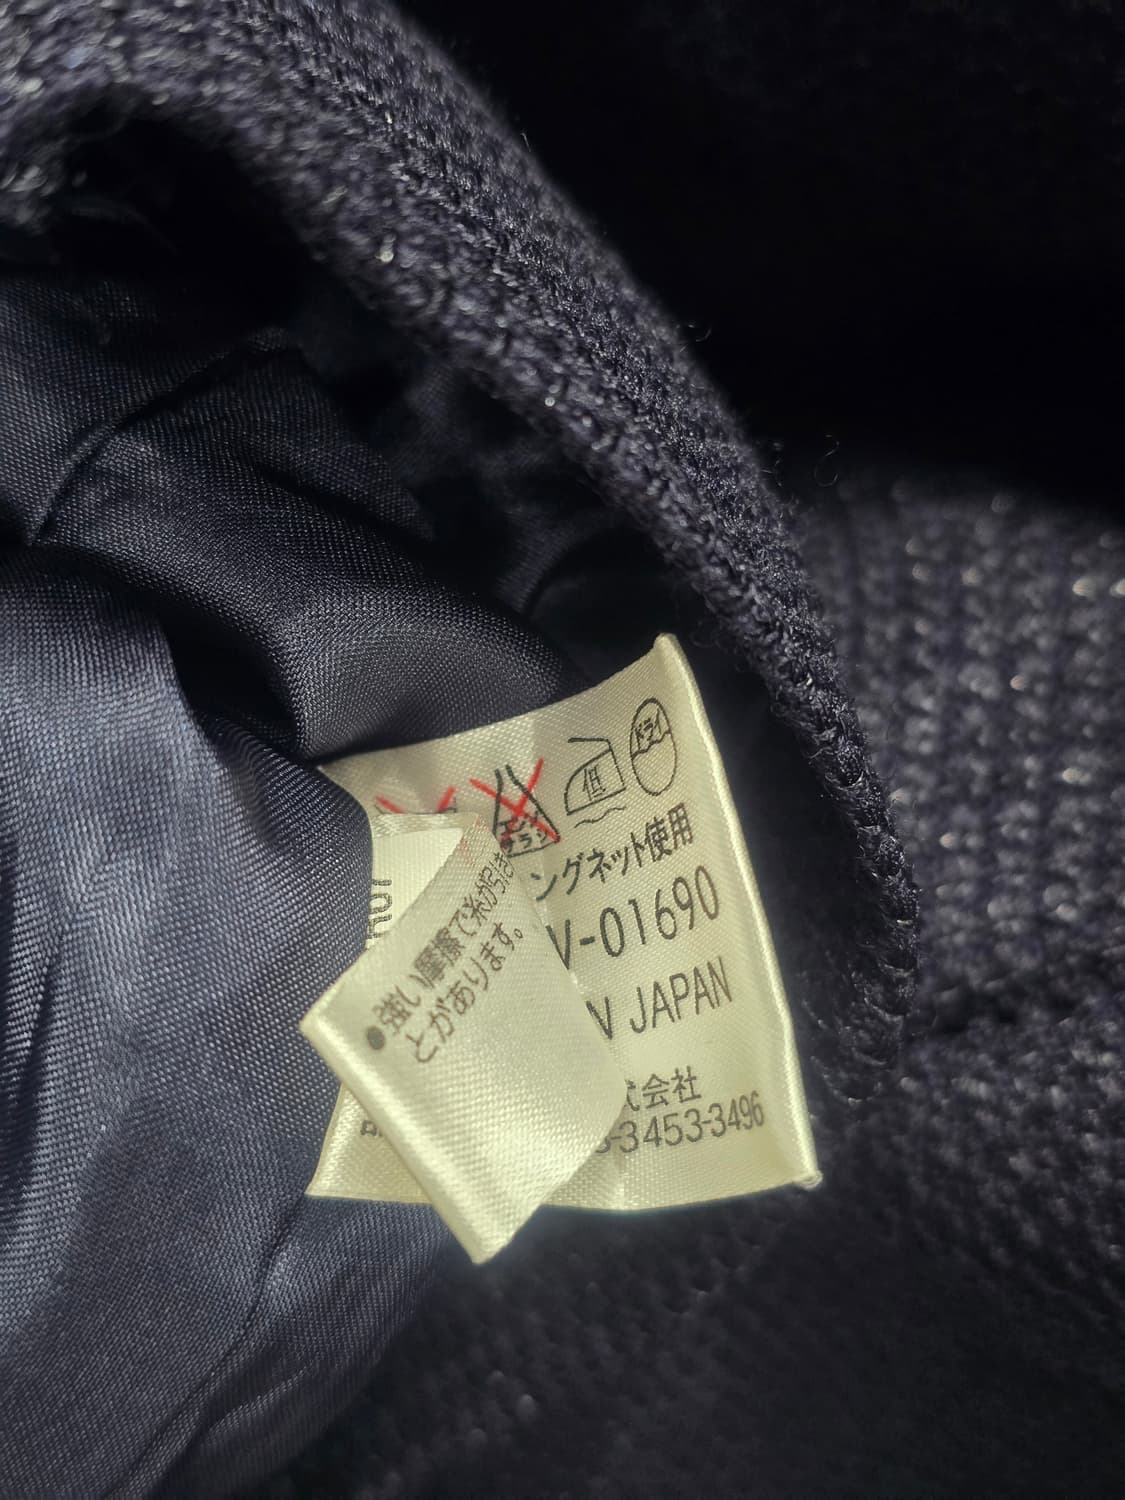 ドライ
低
ングネット使用
V-01690
N JAPAN
式会社
3-3453-3496
●強い摩擦で糸が引き
とがあります。